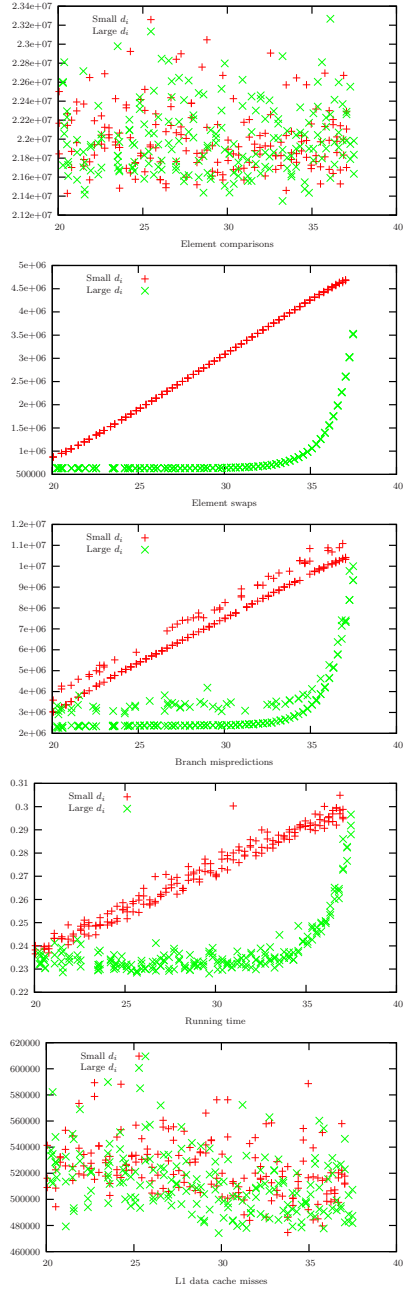 2.34e+07
2.32e+07
2.3e+07
2.28e+07
2.26e+07
2.24e+07
2.22e+07
2.2e+07
2.18e+07
2.16e+07
2.14e+07
2.12e+07
Small d_i
Large d_i
20 25 30 35 40
Element comparisons
5e+06
4.5e+06
4e+06
3.5e+06
3e+06
2.5e+06
2e+06
1.5e+06
1e+06
500000
Small d_i
Large d_i
20 25 30 35 40
Element swaps
1.2e+07
1.1e+07
1e+07
9e+06
8e+06
7e+06
6e+06
5e+06
4e+06
3e+06
2e+06
Small d_i
Large d_i
20 25 30 35 40
Branch mispredictions
0.31
0.3
0.29
0.28
0.27
0.26
0.25
0.24
0.23
0.22
Small d_i
Large d_i
20 25 30 35 40
Running time
620000
600000
580000
560000
540000
520000
500000
480000
460000
Small d_i
Large d_i
20 25 30 35 40
L1 data cache misses